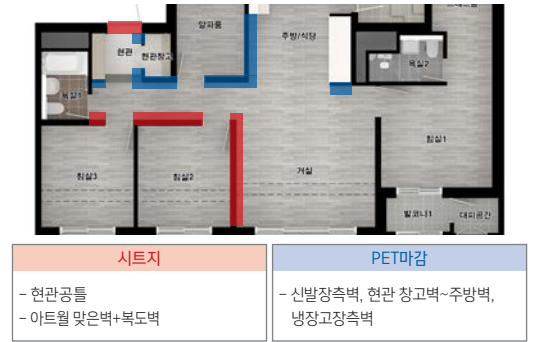 드레스룸
알파룸
주방/식당
현관
현관창고
욕실2
욕실1
침실1
침실3
침실2
거실
발코니1
대피공간
시트지
PET마감
- 현관공틀
- 아트월 맞은벽+복도벽
- 신발장측벽, 현관 창고벽~주방벽,
냉장고장측벽